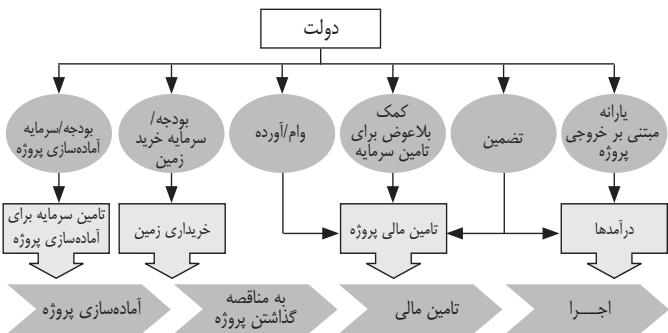 دولت
یارانه
مبتنی بر خروجی
پروژه
تضمین
کمک
بلاعوض برای
تامین سرمایه
وام/آورده
بودجه/
سرمایه خرید
زمین
بودجه/سرمایه
آماده‌سازی پروژه
درآمدها
تامین مالی پروژه
خریداری زمین
تامین سرمایه برای
آماده‌سازی پروژه
آماده‌سازی پروژه
به مناقصه
گذاشتن پروژه
تامین مالی
اجــرا